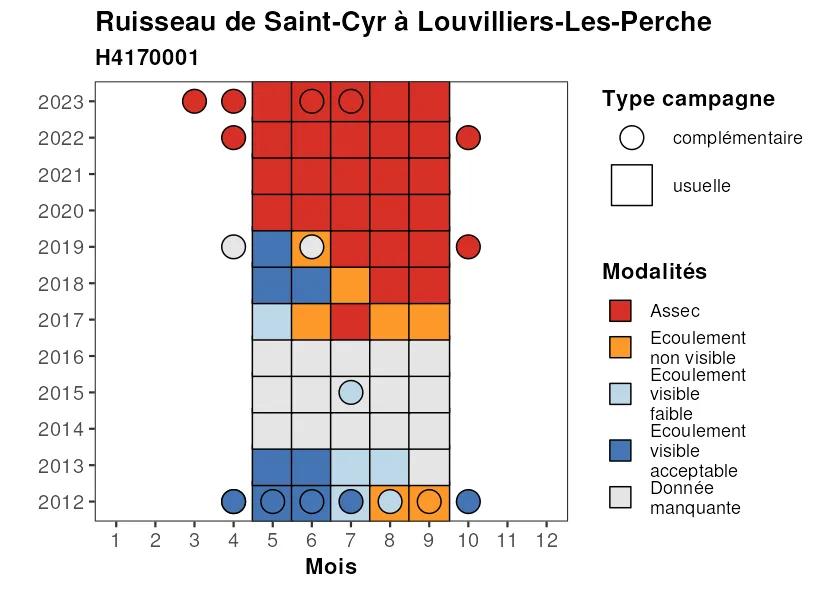 Ruisseau de Saint-Cyr à Louvilliers-Les-Perche
H4170001
2023
2022
2021
2020
2019
2018
2017
2016
2015
2014
2013
2012
1 2 3 4 5 6 7 8 9 10 11 12
Mois
Type campagne
complémentaire
usuelle
Modalités
Assec
Ecoulement
non visible
Ecoulement
visible
faible
Ecoulement
visible
acceptable
Donnée
manquante